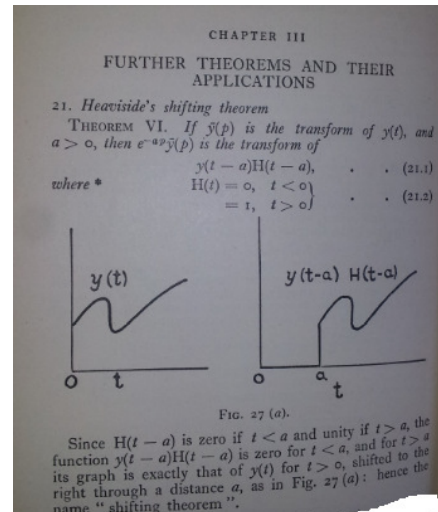 CHAPTER III
FURTHER THEOREMS AND THEIR
APPLICATIONS
21. Heaviside's shifting theorem
THEOREM VI. If ȳ(p) is the transform of y(t), and
a > 0, then e⁻ᵃᵖȳ(p) is the transform of
y(t − a)H(t − a), . . (21.1)
where * H(t) = 0, t < 0}
= 1, t > 0} . . (21.2)
y(t)
y(t-a) H(t-a)
0 t
0 a
t
FIG. 27 (a).
Since H(t − a) is zero if t < a and unity if t > a, the
function y(t − a)H(t − a) is zero for t < a, and for t > a
its graph is exactly that of y(t) for t > 0, shifted to the
right through a distance a, as in Fig. 27 (a): hence the
name "shifting theorem".